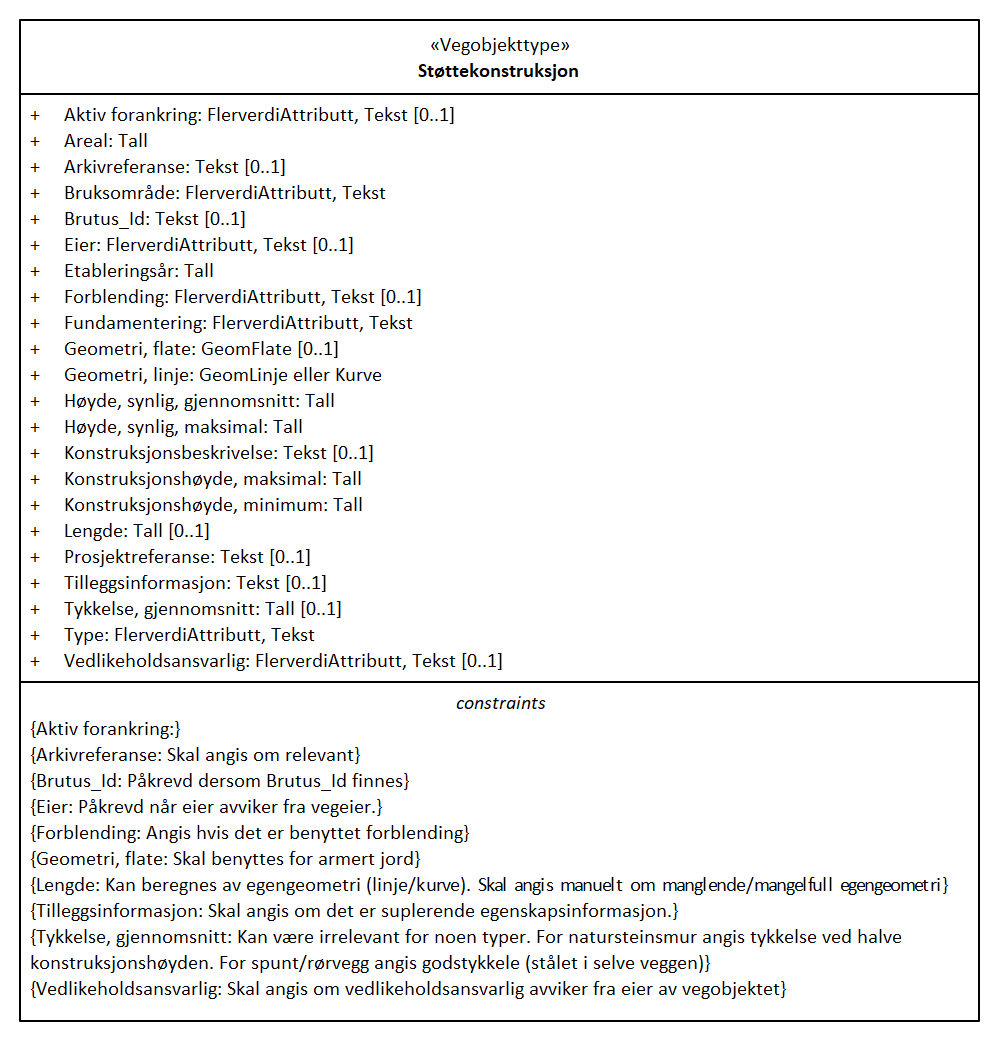 «Vegobjekttype»
Støttekonstruksjon
+ Aktiv forankring: FlerverdiAttributt, Tekst [0..1]
+ Areal: Tall
+ Arkivreferanse: Tekst [0..1]
+ Bruksområde: FlerverdiAttributt, Tekst
+ Brutus_Id: Tekst [0..1]
+ Eier: FlerverdiAttributt, Tekst [0..1]
+ Etableringsår: Tall
+ Forblending: FlerverdiAttributt, Tekst [0..1]
+ Fundamentering: FlerverdiAttributt, Tekst
+ Geometri, flate: GeomFlate [0..1]
+ Geometri, linje: GeomLinje eller Kurve
+ Høyde, synlig, gjennomsnitt: Tall
+ Høyde, synlig, maksimal: Tall
+ Konstruksjonsbeskrivelse: Tekst [0..1]
+ Konstruksjonshøyde, maksimal: Tall
+ Konstruksjonshøyde, minimum: Tall
+ Lengde: Tall [0..1]
+ Prosjektreferanse: Tekst [0..1]
+ Tilleggsinformasjon: Tekst [0..1]
+ Tykkelse, gjennomsnitt: Tall [0..1]
+ Type: FlerverdiAttributt, Tekst
+ Vedlikeholdsansvarlig: FlerverdiAttributt, Tekst [0..1]
constraints
{Aktiv forankring:}
{Arkivreferanse: Skal angis om relevant}
{Brutus_Id: Påkrevd dersom Brutus_Id finnes}
{Eier: Påkrevd når eier avviker fra vegeier.}
{Forblending: Angis hvis det er benyttet forblending}
{Geometri, flate: Skal benyttes for armert jord}
{Lengde: Kan beregnes av egengeometri (linje/kurve). Skal angis manuelt om manglende/mangelfull egengeometri}
{Tilleggsinformasjon: Skal angis om det er suplerende egenskapsinformasjon.}
{Tykkelse, gjennomsnitt: Kan være irrelevant for noen typer. For natursteinsmur angis tykkelse ved halve
konstruksjonshøyden. For spunt/rørvegg angis godstykkele (stålet i selve veggen)}
{Vedlikeholdsansvarlig: Skal angis om vedlikeholdsansvarlig avviker fra eier av vegobjektet}